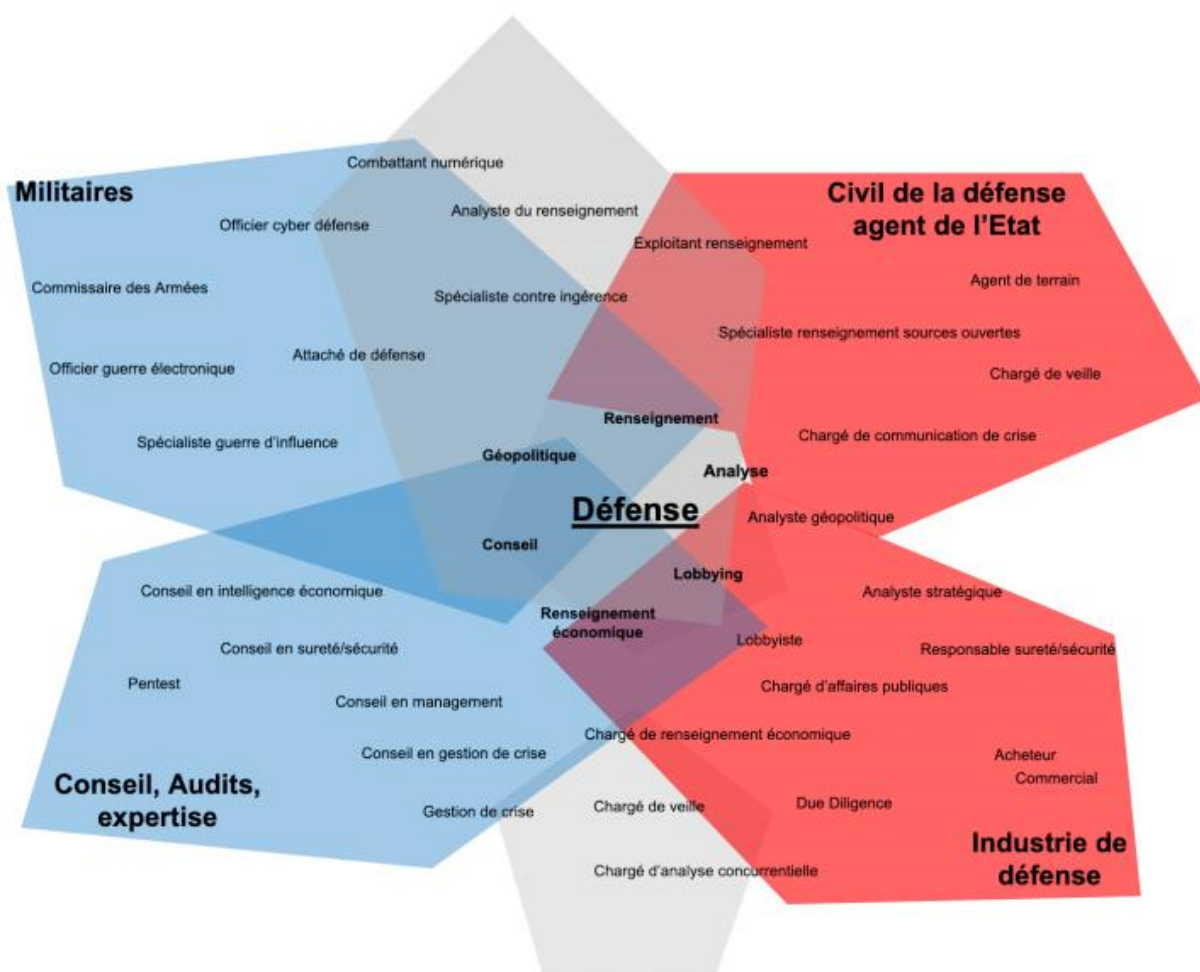 Combattant numérique
Militaires
Civil de la défense
agent de l'Etat
Analyste du renseignement
Officier cyber défense
Exploitant renseignement
Agent de terrain
Commissaire des Armées
Spécialiste contre ingérence
Spécialiste renseignement sources ouvertes
Attaché de défense
Officier guerre électronique
Chargé de veille
Renseignement
Chargé de communication de crise
Spécialiste guerre d'influence
Géopolitique
Analyse
Défense
Analyste géopolitique
Conseil
Lobbying
Conseil en intelligence économique
Analyste stratégique
Renseignement
économique
Lobbyiste
Conseil en sureté/sécurité
Responsable sureté/sécurité
Pentest
Chargé d'affaires publiques
Conseil en management
Chargé de renseignement économique
Conseil en gestion de crise
Acheteur
Commercial
Conseil, Audits,
expertise
Gestion de crise
Chargé de veille
Due Diligence
Industrie de
défense
Chargé d'analyse concurrentielle